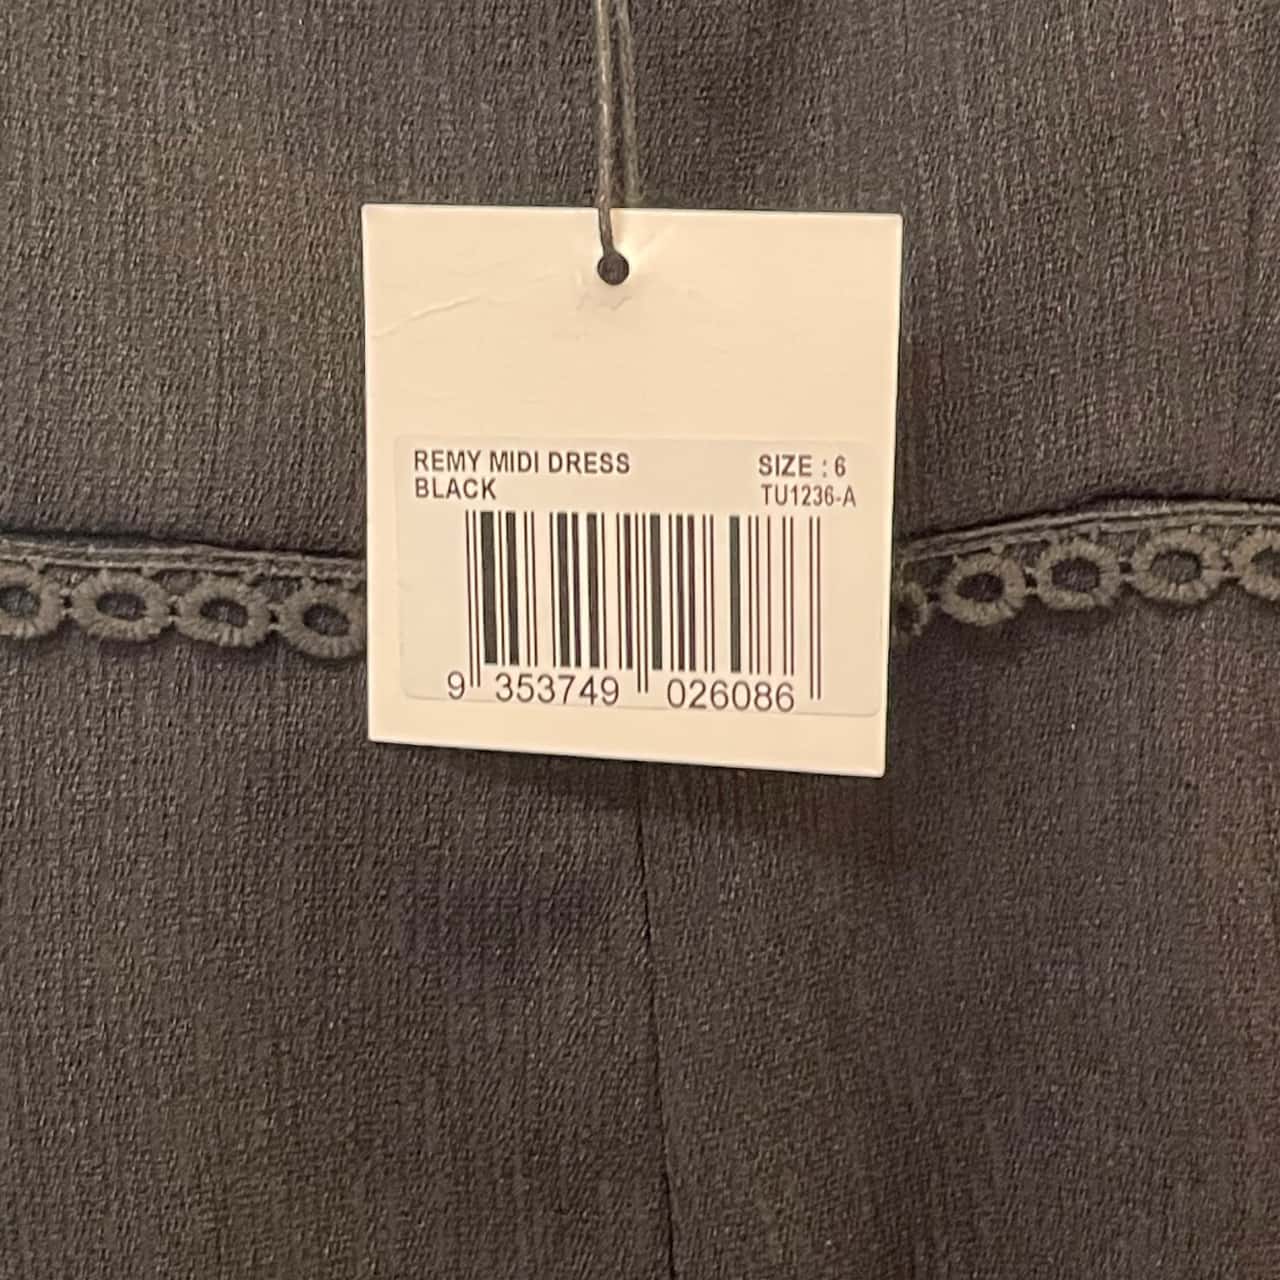 REMY MIDI DRESS
BLACK
SIZE : 6
TU1236-A
9 353749 026086